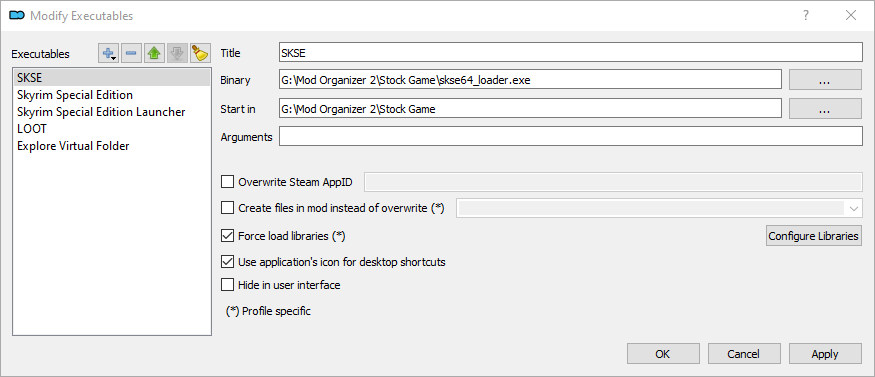 Modify Executables
Executables
SKSE
Skyrim Special Edition
Skyrim Special Edition Launcher
LOOT
Explore Virtual Folder
Title SKSE
Binary G:\Mod Organizer 2\Stock Game\skse64_loader.exe ...
Start in G:\Mod Organizer 2\Stock Game ...
Arguments
Overwrite Steam AppID
Create files in mod instead of overwrite (*)
Force load libraries (*) Configure Libraries
Use application's icon for desktop shortcuts
Hide in user interface
(*) Profile specific
OK Cancel Apply